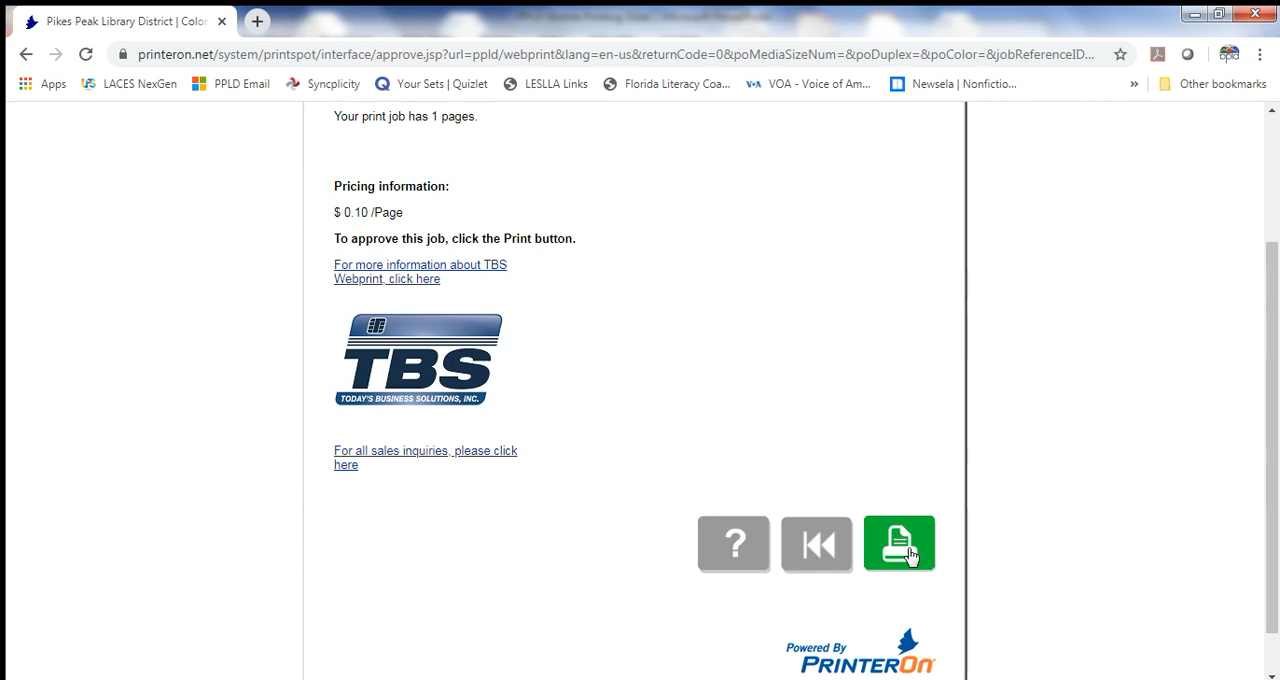 Pikes Peak Library District | Color
printeron.net/system/printspot/interface/approve.jsp?url=ppld/webprint&lang=en-us&returnCode=0&poMediaSizeNum=&poDuplex=&poColor=&jobReferenceID...
Apps LACES NexGen PPLD Email Syncplicity Your Sets | Quizlet LESLLA Links Florida Literacy Coa... VOA - Voice of Am... Newsela | Nonfictio... » Other bookmarks
Your print job has 1 pages.
Pricing information:
$ 0.10 /Page
To approve this job, click the Print button.
For more information about TBS
Webprint, click here
TBS
TODAY'S BUSINESS SOLUTIONS, INC.
For all sales inquiries, please click
here
?
Powered By
PRINTERON